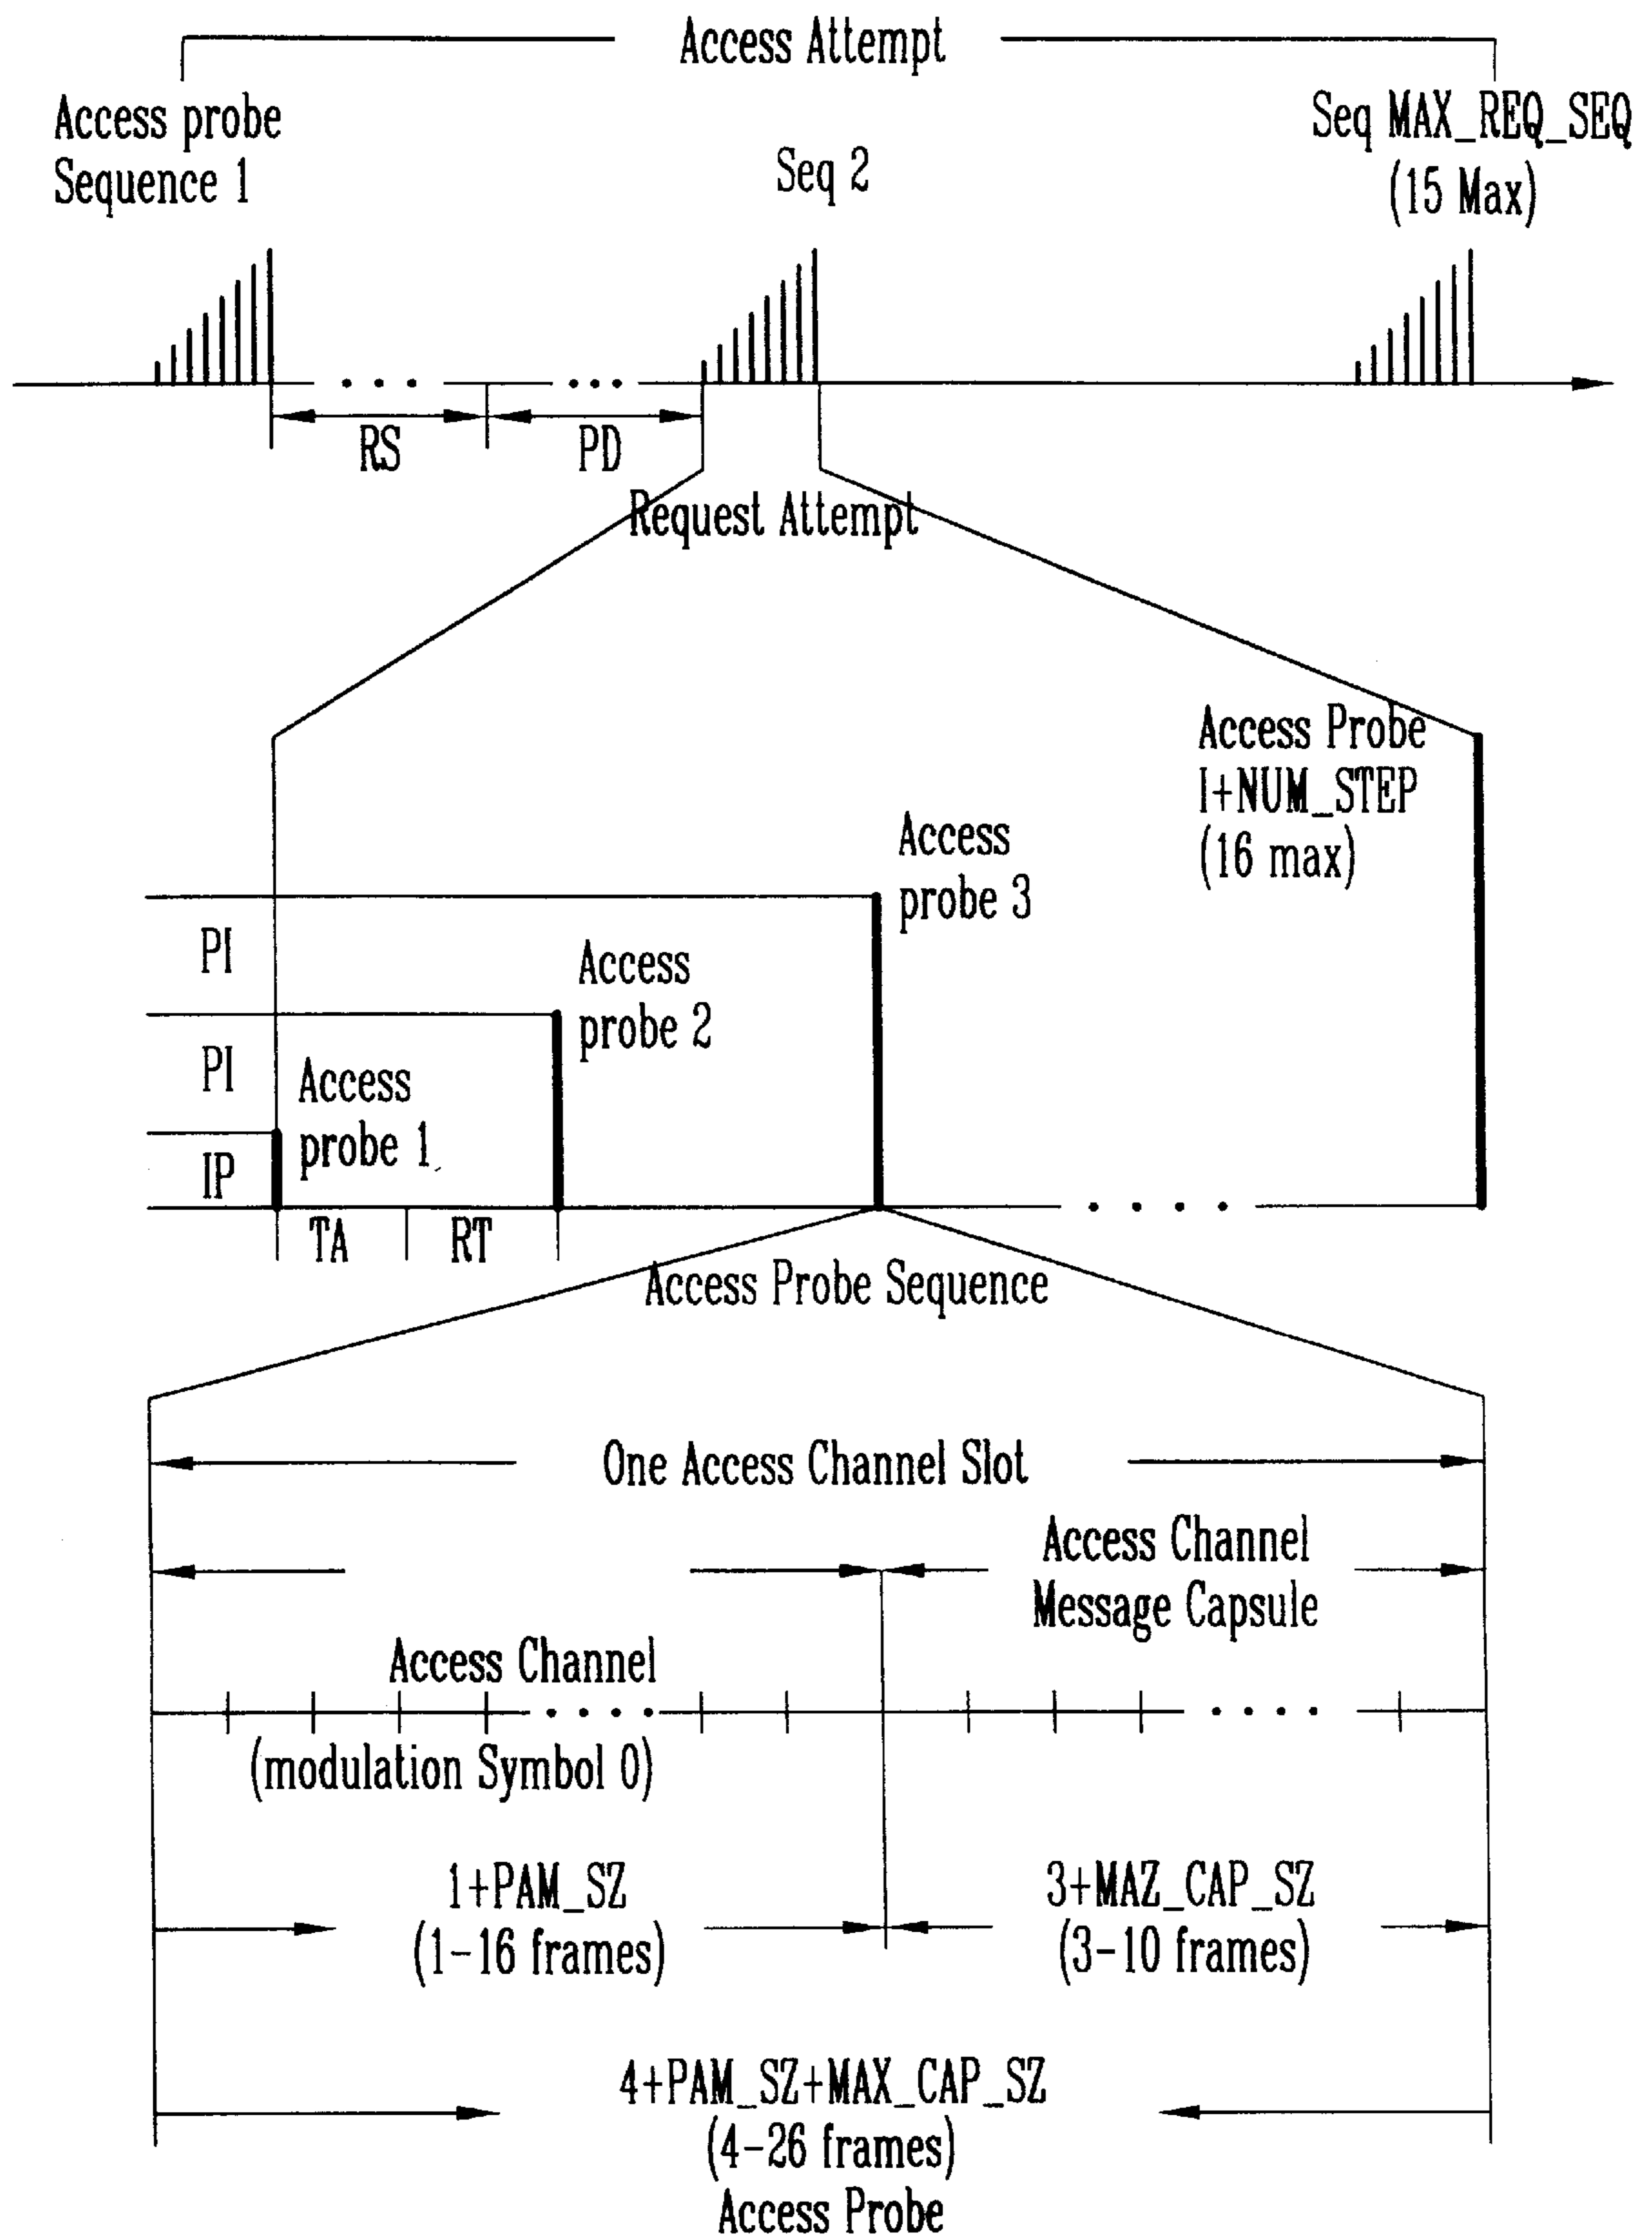 Access Attempt
Access probe
Sequence 1
Seq 2
Seq MAX_REQ_SEQ
(15 Max)
RS
PD
Request Attempt
Access Probe
I+NUM_STEP
(16 max)
Access
probe 3
PI
Access
probe 2
PI
Access
probe 1
IP
TA
RT
Access Probe Sequence
One Access Channel Slot
Access Channel
Message Capsule
Access Channel
(modulation Symbol 0)
1+PAM_SZ
(1-16 frames)
3+MAZ_CAP_SZ
(3-10 frames)
4+PAM_SZ+MAX_CAP_SZ
(4-26 frames)
Access Probe